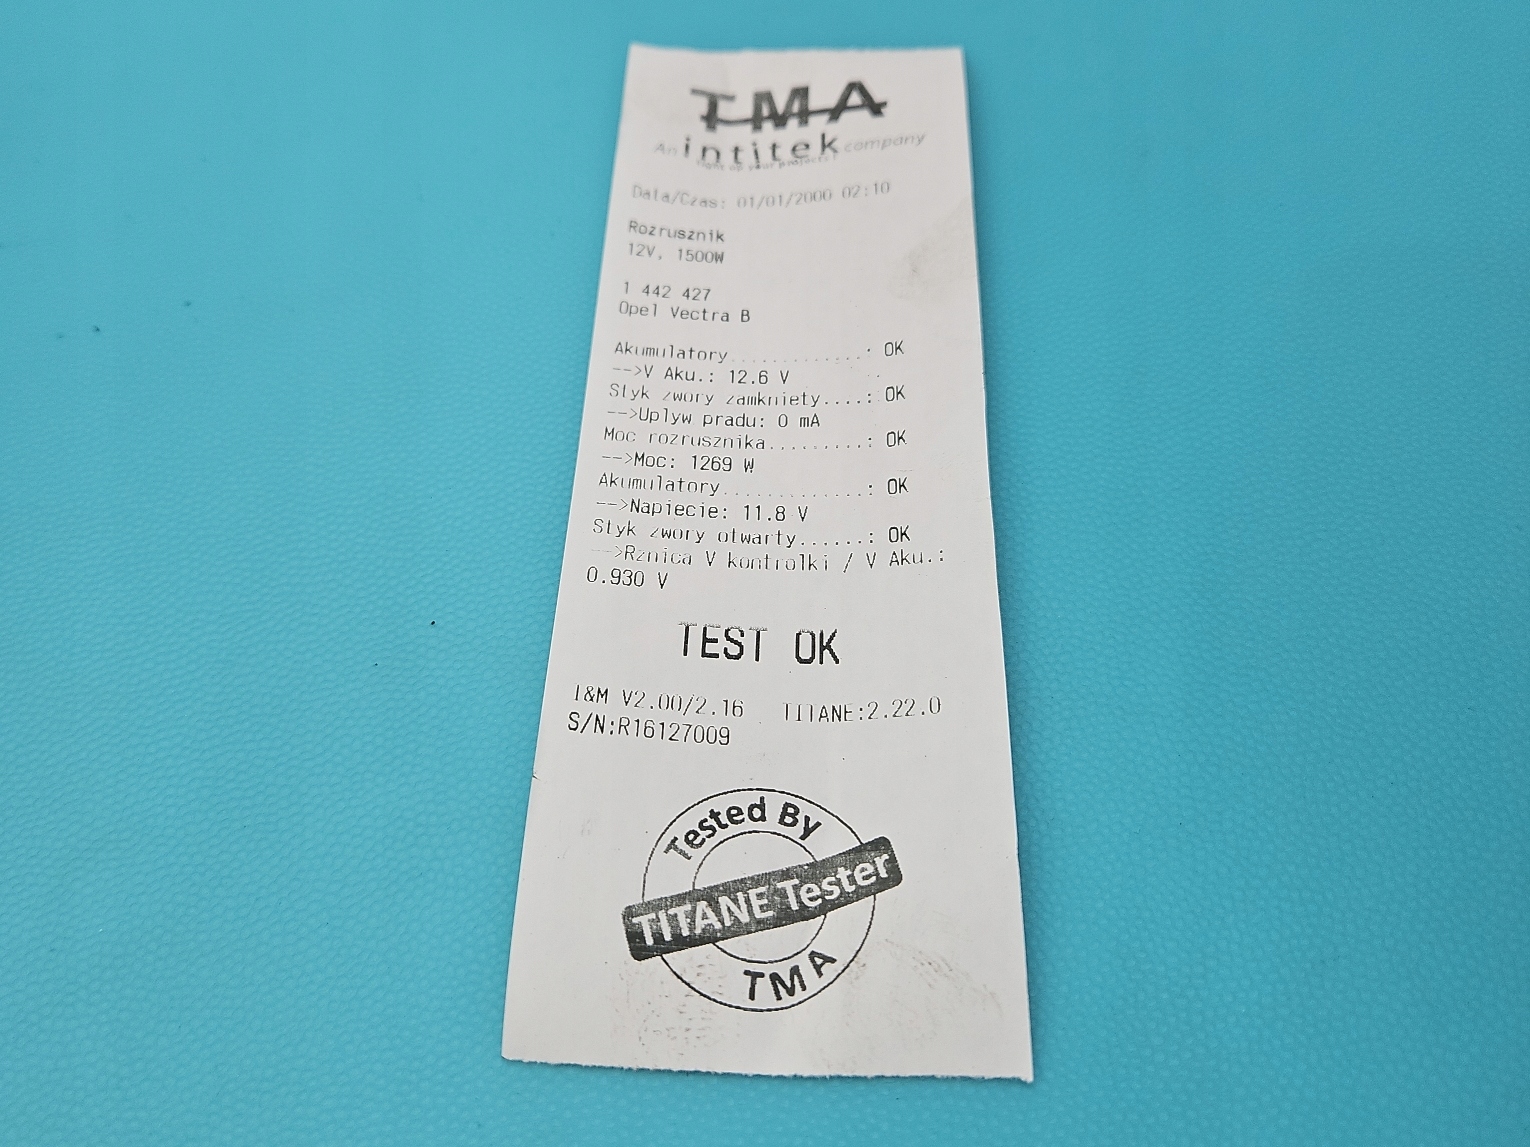 TMA
An intitek company
light up your projects !
Data/Czas: 01/01/2000 02:10
Rozrusznik
12V, 1500W
1 442 427
Opel Vectra B
Akumulatory.............: OK
-->V Aku.: 12.6 V
Styk zwory zamkniety....: OK
-->Uplyw pradu: 0 mA
Moc rozrusznika.........: OK
-->Moc: 1269 W
Akumulatory.............: OK
-->Napiecie: 11.8 V
Styk zwory otwarty......: OK
-->Rznica V kontrolki / V Aku.:
0.930 V
TEST OK
I&M V2.00/2.16 TITANE:2.22.0
S/N:R16127009
Tested By
TITANE Tester
TMA